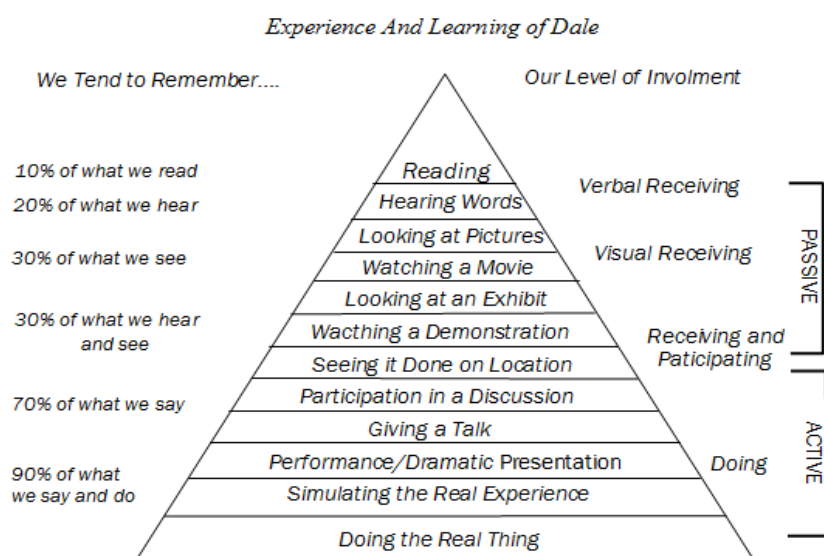 Experience And Learning of Dale
We Tend to Remember....
Our Level of Involment
10% of what we read
Reading
Verbal Receiving
20% of what we hear
Hearing Words
Looking at Pictures
30% of what we see
Visual Receiving
Watching a Movie
Looking at an Exhibit
30% of what we hear
and see
Wacthing a Demonstration
Receiving and
Paticipating
Seeing it Done on Location
PASSIVE
70% of what we say
Participation in a Discussion
Giving a Talk
90% of what
we say and do
Performance/Dramatic Presentation
Doing
Simulating the Real Experience
Doing the Real Thing
ACTIVE